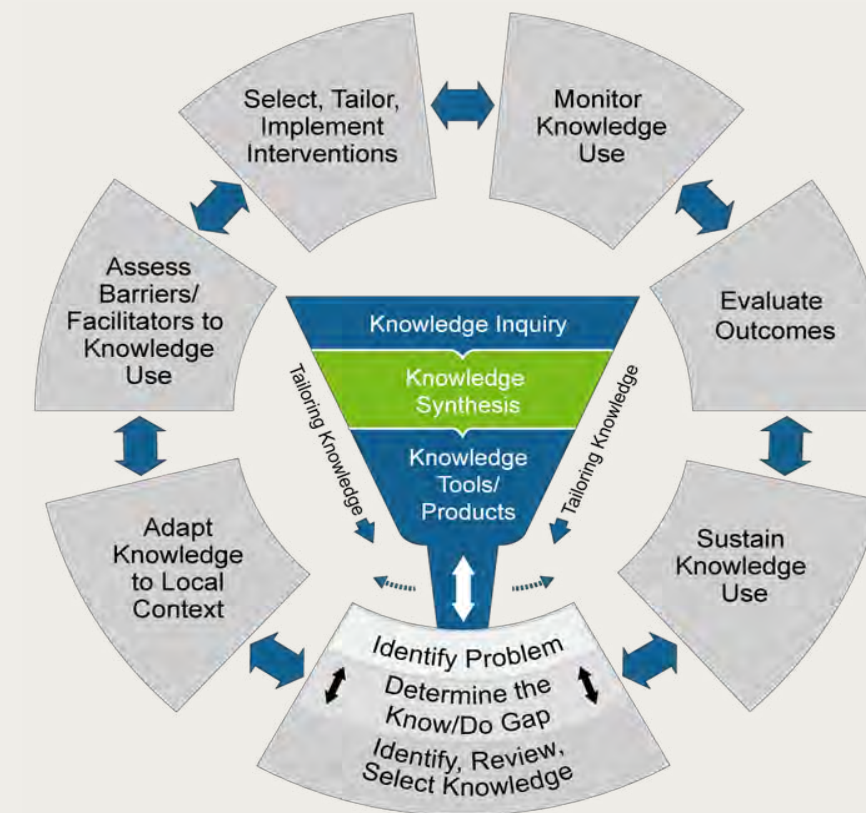 Select, Tailor,
Implement
Interventions
Monitor
Knowledge
Use
Assess
Barriers/
Facilitators to
Knowledge
Use
Evaluate
Outcomes
Knowledge Inquiry
Knowledge
Synthesis
Knowledge
Tools/
Products
Tailoring Knowledge
Tailoring Knowledge
Adapt
Knowledge
to Local
Context
Sustain
Knowledge
Use
Identify Problem
Determine the
Know/Do Gap
Identify, Review,
Select Knowledge